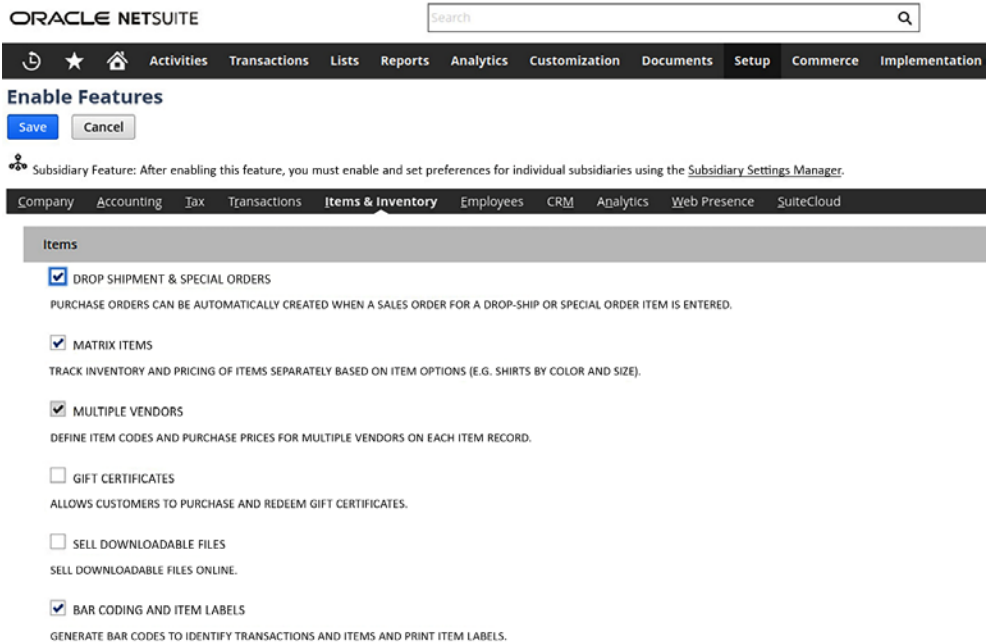 ORACLE NETSUITE
Search
Activities Transactions Lists Reports Analytics Customization Documents Setup Commerce Implementation
Enable Features
Save Cancel
Subsidiary Feature: After enabling this feature, you must enable and set preferences for individual subsidiaries using the Subsidiary Settings Manager.
Company Accounting Tax Transactions Items & Inventory Employees CRM Analytics Web Presence SuiteCloud
Items
DROP SHIPMENT & SPECIAL ORDERS
PURCHASE ORDERS CAN BE AUTOMATICALLY CREATED WHEN A SALES ORDER FOR A DROP-SHIP OR SPECIAL ORDER ITEM IS ENTERED.
MATRIX ITEMS
TRACK INVENTORY AND PRICING OF ITEMS SEPARATELY BASED ON ITEM OPTIONS (E.G. SHIRTS BY COLOR AND SIZE).
MULTIPLE VENDORS
DEFINE ITEM CODES AND PURCHASE PRICES FOR MULTIPLE VENDORS ON EACH ITEM RECORD.
GIFT CERTIFICATES
ALLOWS CUSTOMERS TO PURCHASE AND REDEEM GIFT CERTIFICATES.
SELL DOWNLOADABLE FILES
SELL DOWNLOADABLE FILES ONLINE.
BAR CODING AND ITEM LABELS
GENERATE BAR CODES TO IDENTIFY TRANSACTIONS AND ITEMS AND PRINT ITEM LABELS.